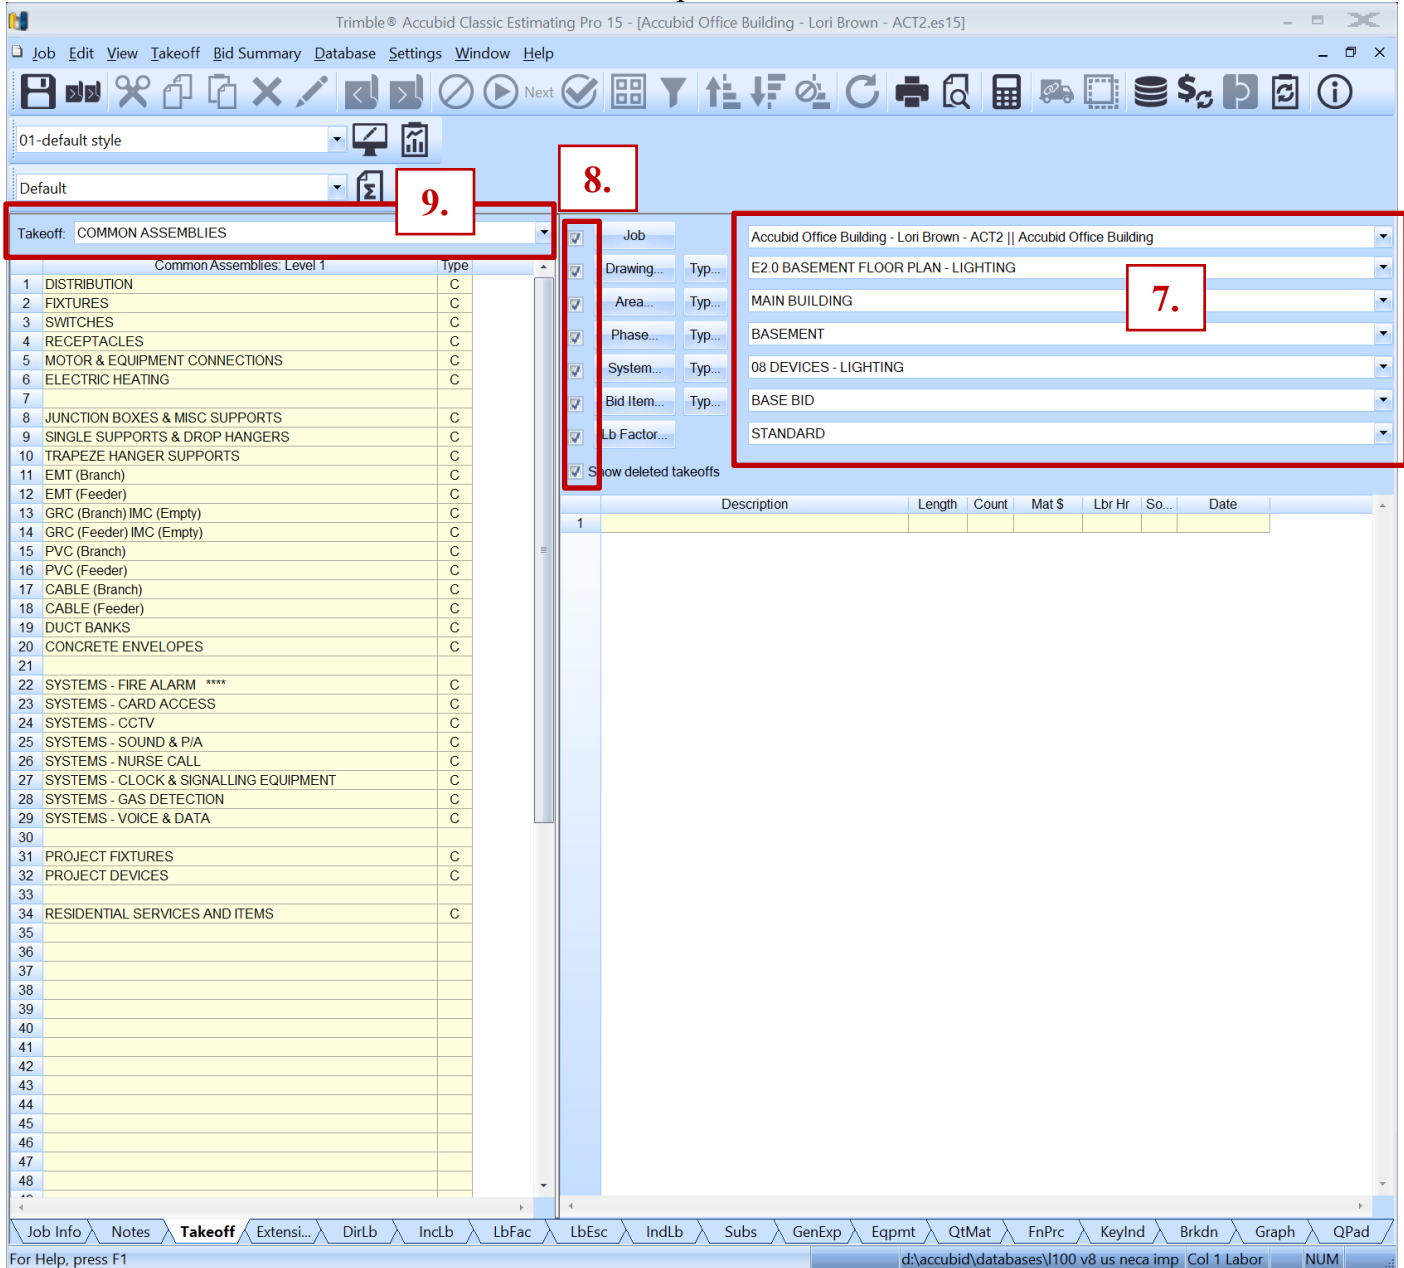 Trimble® Accubid Classic Estimating Pro 15 - [Accubid Office Building - Lori Brown - ACT2.es15]
Job Edit View Takeoff Bid Summary Database Settings Window Help
Next
01-default style
Default
9.
8.
Takeoff: COMMON ASSEMBLIES
Common Assemblies: Level 1 Type
1 DISTRIBUTION C
2 FIXTURES C
3 SWITCHES C
4 RECEPTACLES C
5 MOTOR & EQUIPMENT CONNECTIONS C
6 ELECTRIC HEATING C
7
8 JUNCTION BOXES & MISC SUPPORTS C
9 SINGLE SUPPORTS & DROP HANGERS C
10 TRAPEZE HANGER SUPPORTS C
11 EMT (Branch) C
12 EMT (Feeder) C
13 GRC (Branch) IMC (Empty) C
14 GRC (Feeder) IMC (Empty) C
15 PVC (Branch) C
16 PVC (Feeder) C
17 CABLE (Branch) C
18 CABLE (Feeder) C
19 DUCT BANKS C
20 CONCRETE ENVELOPES C
21
22 SYSTEMS - FIRE ALARM **** C
23 SYSTEMS - CARD ACCESS C
24 SYSTEMS - CCTV C
25 SYSTEMS - SOUND & P/A C
26 SYSTEMS - NURSE CALL C
27 SYSTEMS - CLOCK & SIGNALLING EQUIPMENT C
28 SYSTEMS - GAS DETECTION C
29 SYSTEMS - VOICE & DATA C
30
31 PROJECT FIXTURES C
32 PROJECT DEVICES C
33
34 RESIDENTIAL SERVICES AND ITEMS C
35
36
37
38
39
40
41
42
43
44
45
46
47
48
Job Accubid Office Building - Lori Brown - ACT2 || Accubid Office Building
Drawing... Typ... E2.0 BASEMENT FLOOR PLAN - LIGHTING
7.
Area... Typ... MAIN BUILDING
Phase... Typ... BASEMENT
System... Typ... 08 DEVICES - LIGHTING
Bid Item... Typ... BASE BID
Lb Factor... STANDARD
Show deleted takeoffs
Description Length Count Mat $ Lbr Hr So... Date
1
Job Info Notes Takeoff Extensi... DirLb IncLb LbFac LbEsc IndLb Subs GenExp Eqpmt QtMat FnPrc KeyInd Brkdn Graph QPad
For Help, press F1 d:\accubid\databases\l100 v8 us neca imp Col 1 Labor NUM